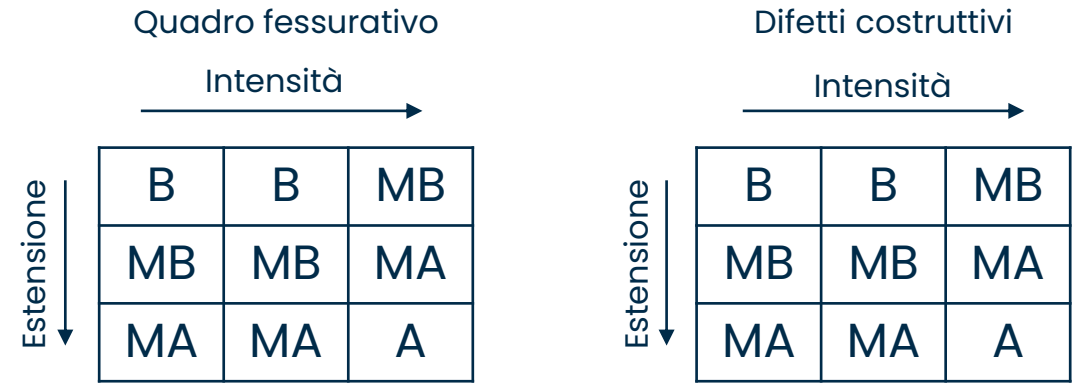 Quadro fessurativo
Intensità
Estensione
B B MB
MB MB MA
MA MA A
Difetti costruttivi
Intensità
Estensione
B B MB
MB MB MA
MA MA A